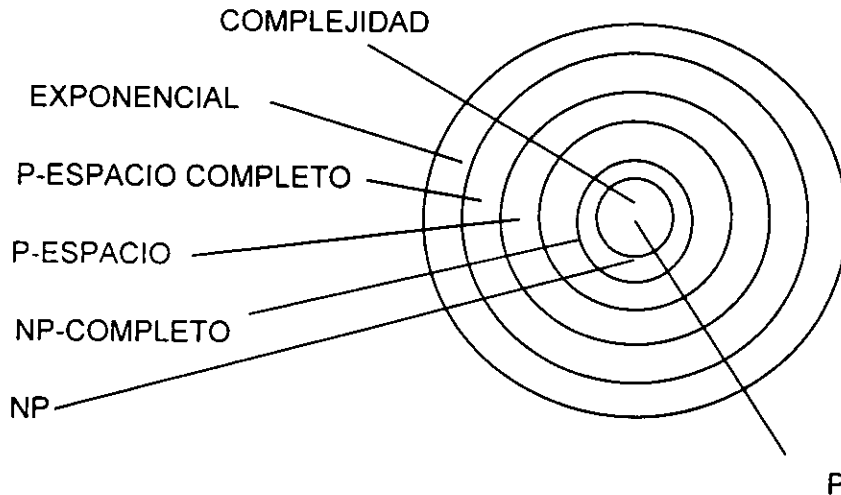 COMPLEJIDAD
EXPONENCIAL
P-ESPACIO COMPLETO
P-ESPACIO
NP-COMPLETO
NP
P